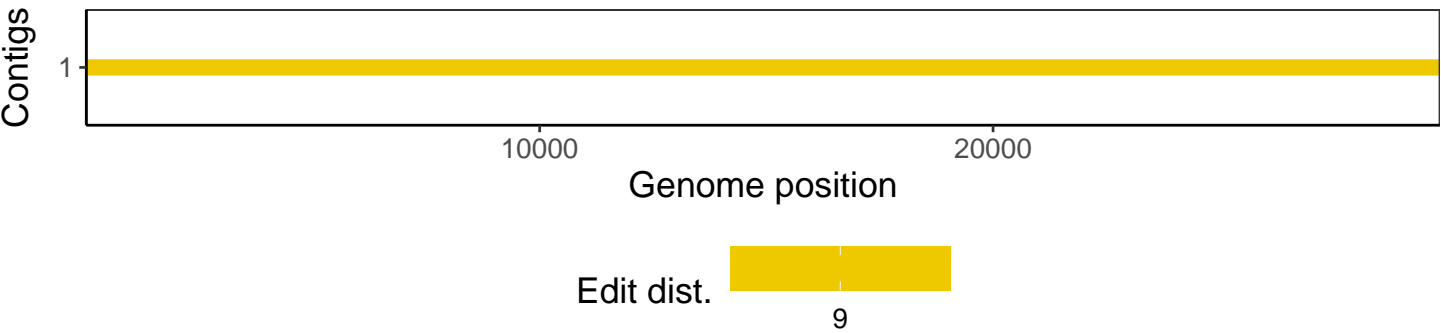 Contigs
1
10000 20000
Genome position
Edit dist.
9